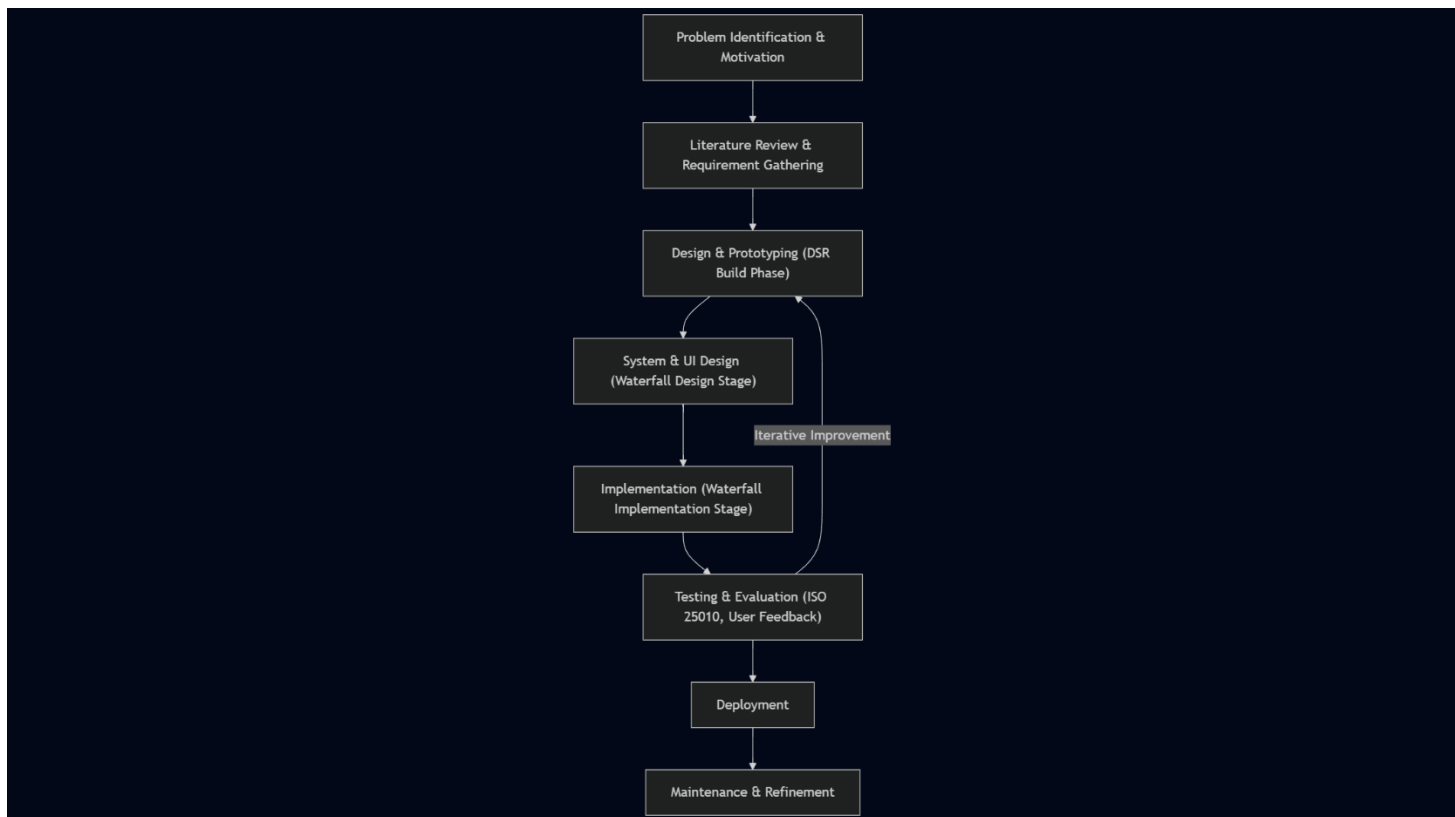 Problem Identification &
Motivation
Literature Review &
Requirement Gathering
Design & Prototyping (DSR
Build Phase)
System & UI Design
(Waterfall Design Stage)
Iterative Improvement
Implementation (Waterfall
Implementation Stage)
Testing & Evaluation (ISO
25010, User Feedback)
Deployment
Maintenance & Refinement